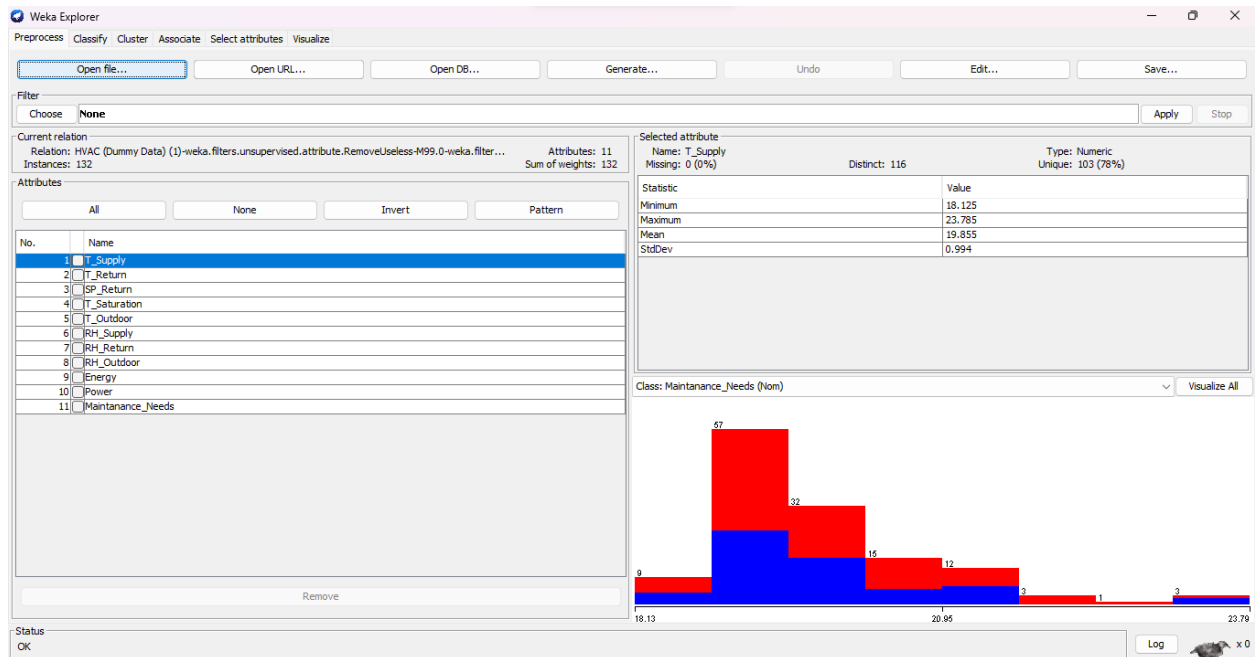 Weka Explorer
Preprocess Classify Cluster Associate Select attributes Visualize
Open file... Open URL... Open DB... Generate... Undo Edit... Save...
Filter
Choose None Apply Stop
Current relation
Relation: HVAC (Dummy Data) (1)-weka.filters.unsupervised.attribute.RemoveUseless-M99.0-weka.filter... Attributes: 11
Instances: 132 Sum of weights: 132
Attributes
All None Invert Pattern
No. Name
1 T_Supply
2 T_Return
3 SP_Return
4 T_Saturation
5 T_Outdoor
6 RH_Supply
7 RH_Return
8 RH_Outdoor
9 Energy
10 Power
11 Maintanance_Needs
Remove
Selected attribute
Name: T_Supply Type: Numeric
Missing: 0 (0%) Distinct: 116 Unique: 103 (78%)
Statistic Value
Minimum 18.125
Maximum 23.785
Mean 19.855
StdDev 0.994
Class: Maintanance_Needs (Nom) Visualize All
9 57 32 15 12 3 1 3
18.13 20.95 23.79
Status
OK Log x 0